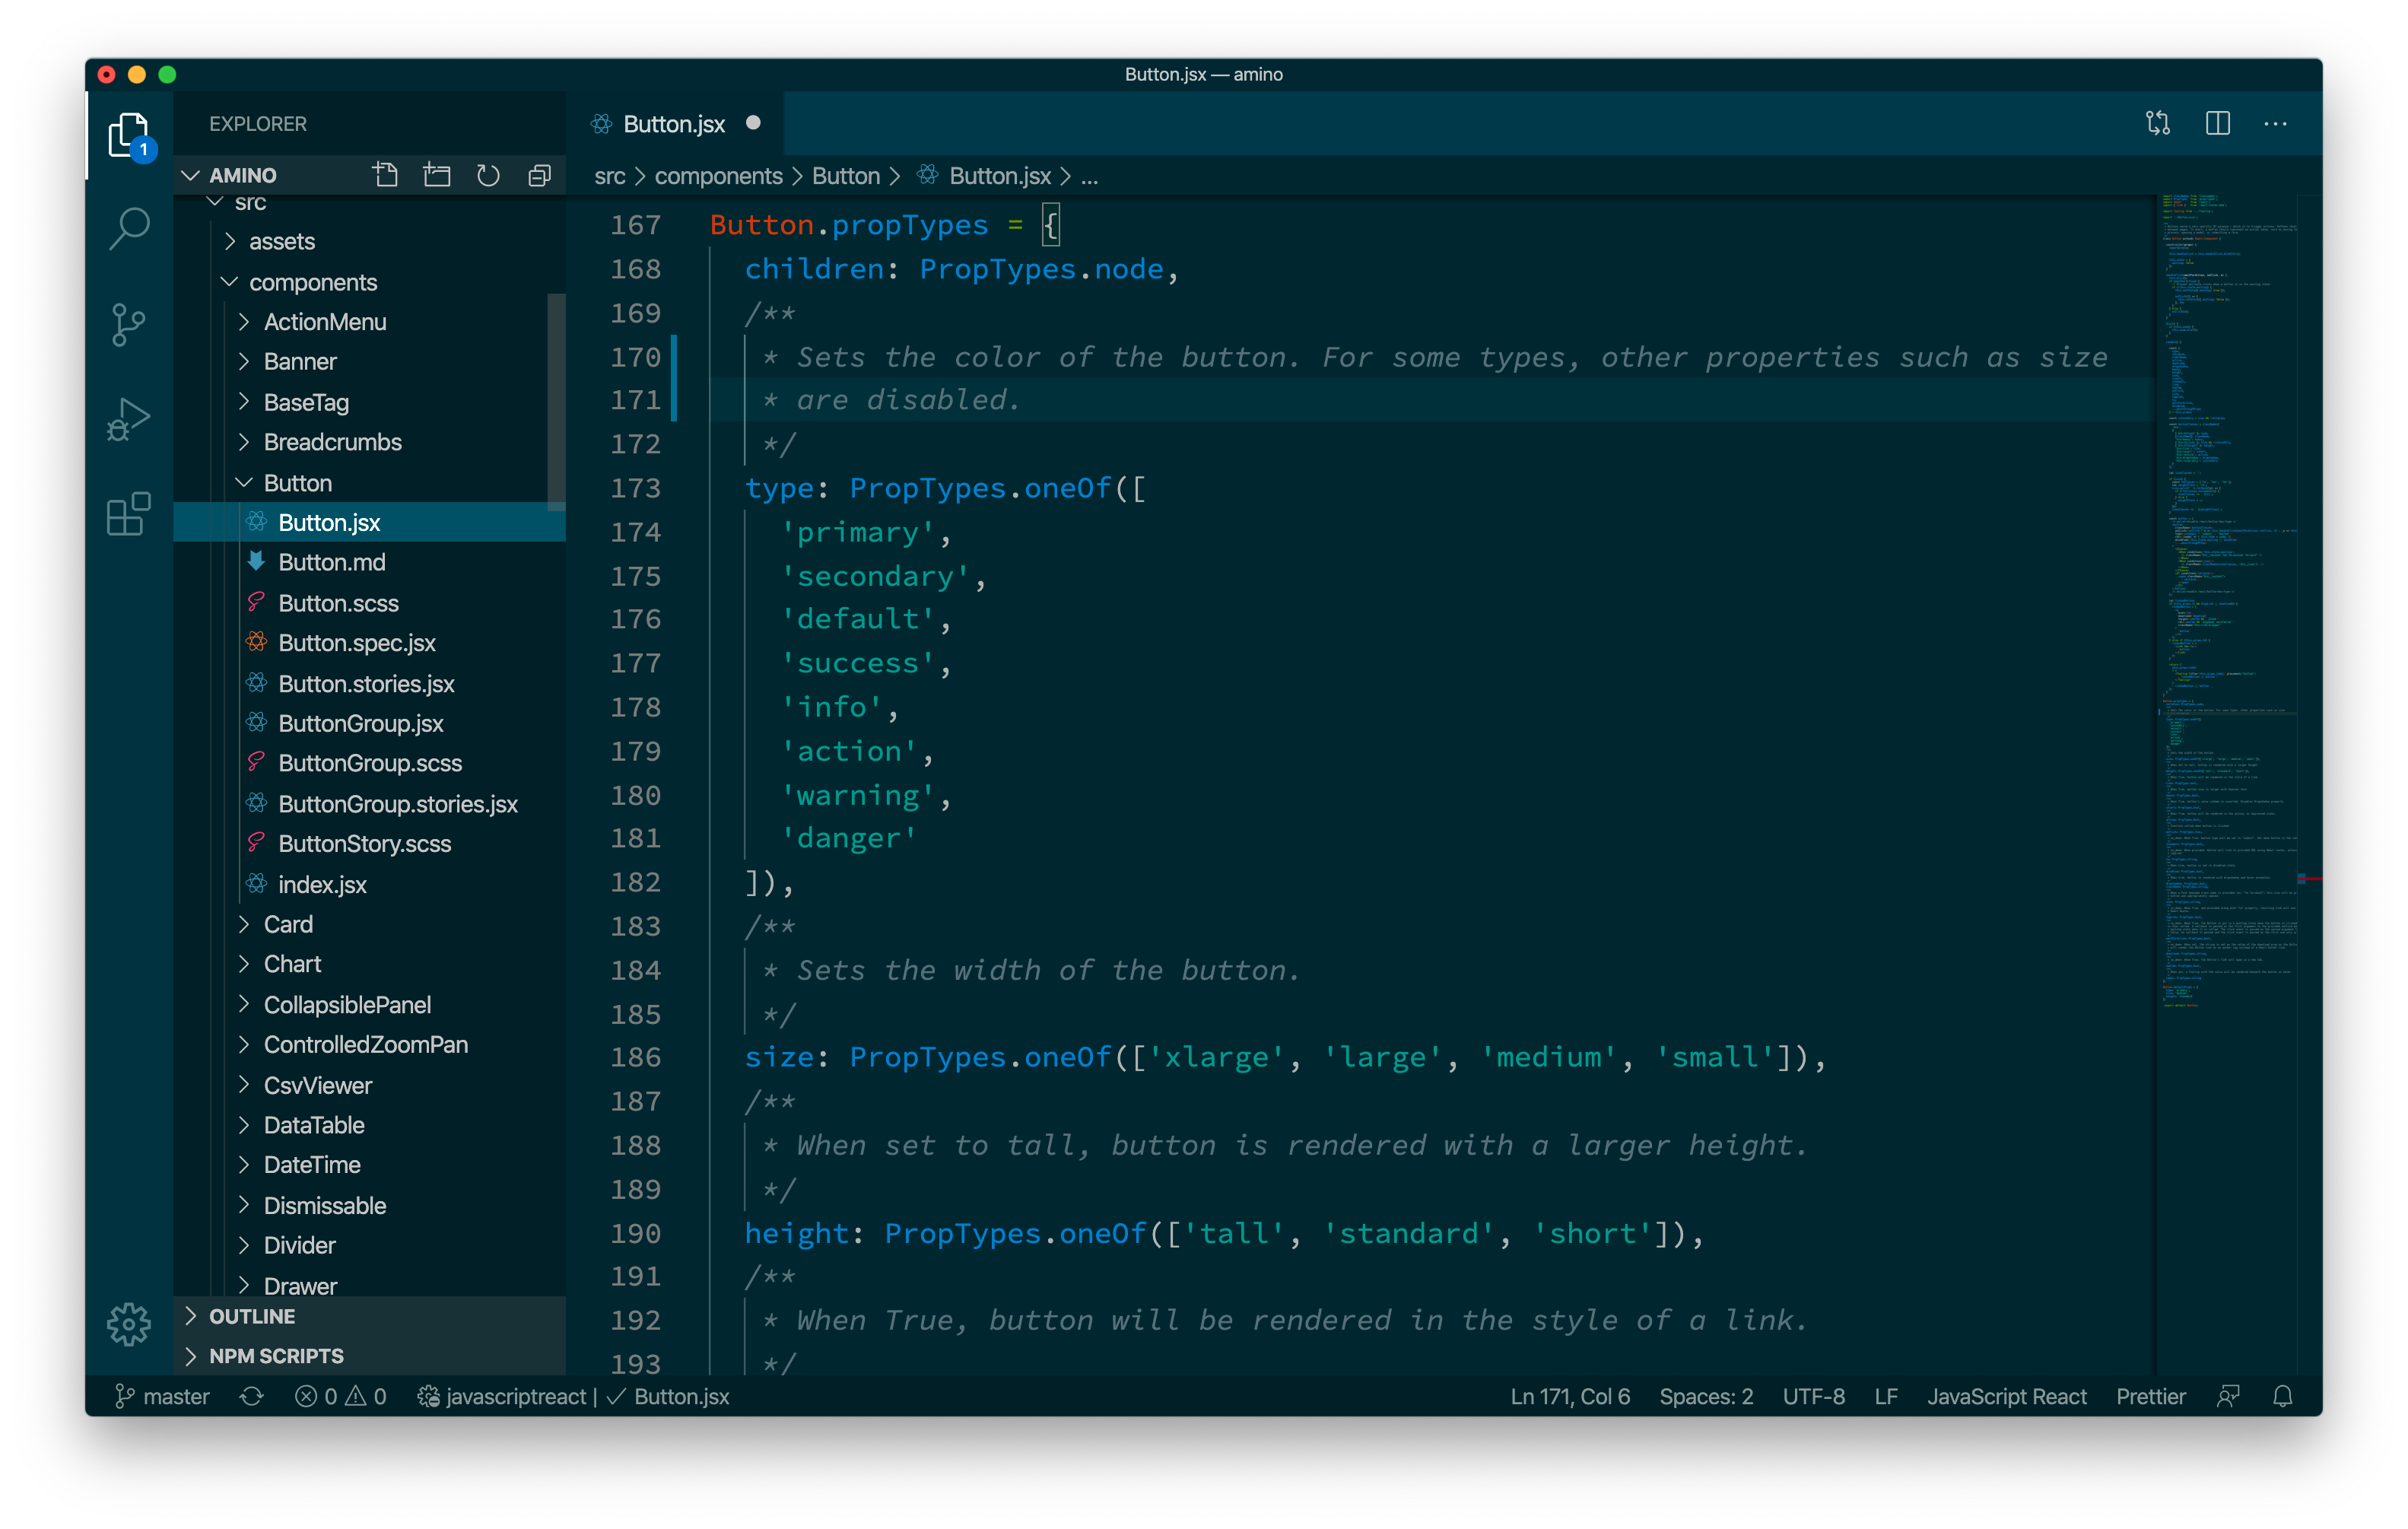 Button.jsx — amino
1
EXPLORER
AMINO
src
assets
components
ActionMenu
Banner
BaseTag
Breadcrumbs
Button
Button.jsx
Button.md
Button.scss
Button.spec.jsx
Button.stories.jsx
ButtonGroup.jsx
ButtonGroup.scss
ButtonGroup.stories.jsx
ButtonStory.scss
index.jsx
Card
Chart
CollapsiblePanel
ControlledZoomPan
CsvViewer
DataTable
DateTime
Dismissable
Divider
Drawer
OUTLINE
NPM SCRIPTS
Button.jsx
src > components > Button > Button.jsx > ...
167 Button.propTypes = {
168 children: PropTypes.node,
169 /**
170 * Sets the color of the button. For some types, other properties such as size
171 * are disabled.
172 */
173 type: PropTypes.oneOf([
174 'primary',
175 'secondary',
176 'default',
177 'success',
178 'info',
179 'action',
180 'warning',
181 'danger'
182 ]),
183 /**
184 * Sets the width of the button.
185 */
186 size: PropTypes.oneOf(['xlarge', 'large', 'medium', 'small']),
187 /**
188 * When set to tall, button is rendered with a larger height.
189 */
190 height: PropTypes.oneOf(['tall', 'standard', 'short']),
191 /**
192 * When True, button will be rendered in the style of a link.
193 */
master 0 0 javascriptreact | ✓ Button.jsx Ln 171, Col 6 Spaces: 2 UTF-8 LF JavaScript React Prettier